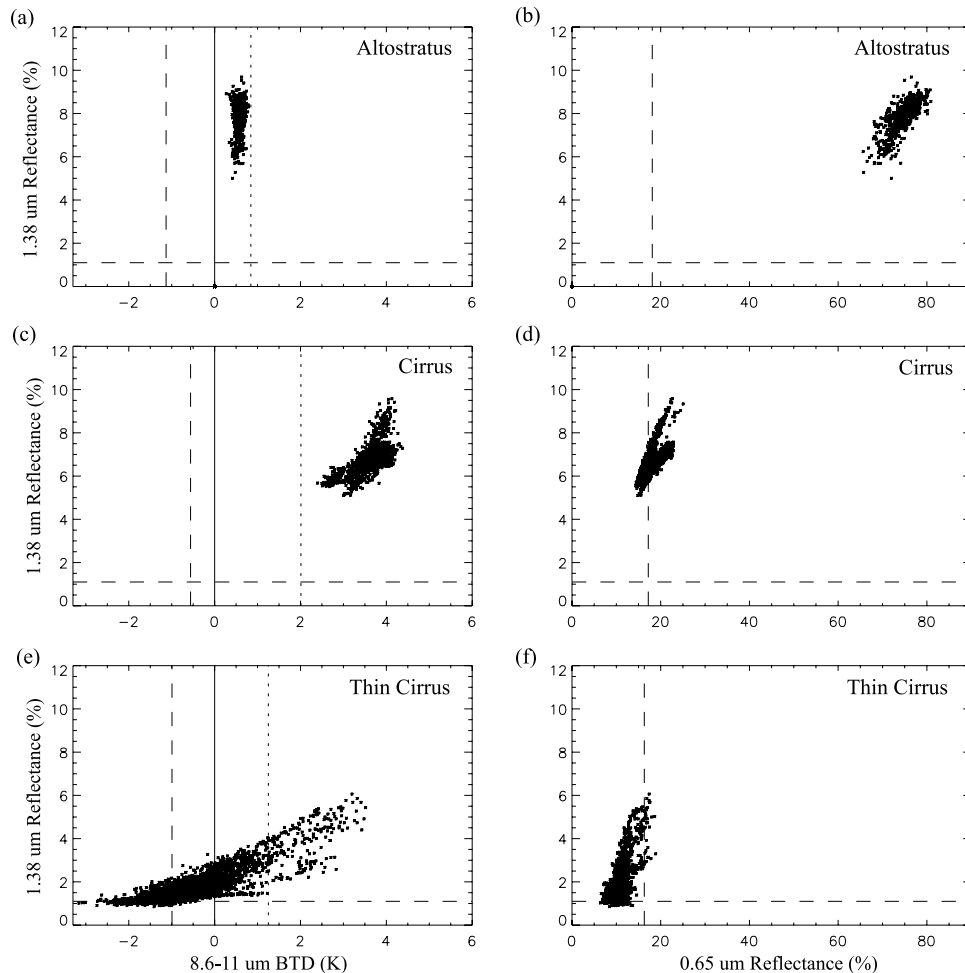 (a)
(b)
12
10
8
6
4
2
0
1.38 um Reflectance (%)
Altostratus
−2 0 2 4 6
12
10
8
6
4
2
0
Altostratus
0 20 40 60 80
(c)
(d)
12
10
8
6
4
2
0
1.38 um Reflectance (%)
Cirrus
−2 0 2 4 6
12
10
8
6
4
2
0
Cirrus
0 20 40 60 80
(e)
(f)
12
10
8
6
4
2
0
1.38 um Reflectance (%)
Thin Cirrus
−2 0 2 4 6
8.6-11 um BTD (K)
12
10
8
6
4
2
0
Thin Cirrus
0 20 40 60 80
0.65 um Reflectance (%)